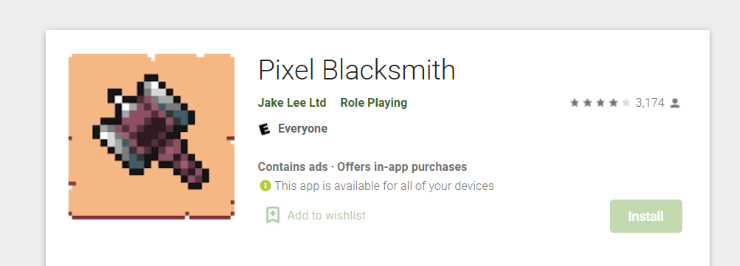 Pixel Blacksmith
Jake Lee Ltd Role Playing
3,174
E Everyone
Contains ads · Offers in-app purchases
This app is available for all of your devices
Add to wishlist
Install